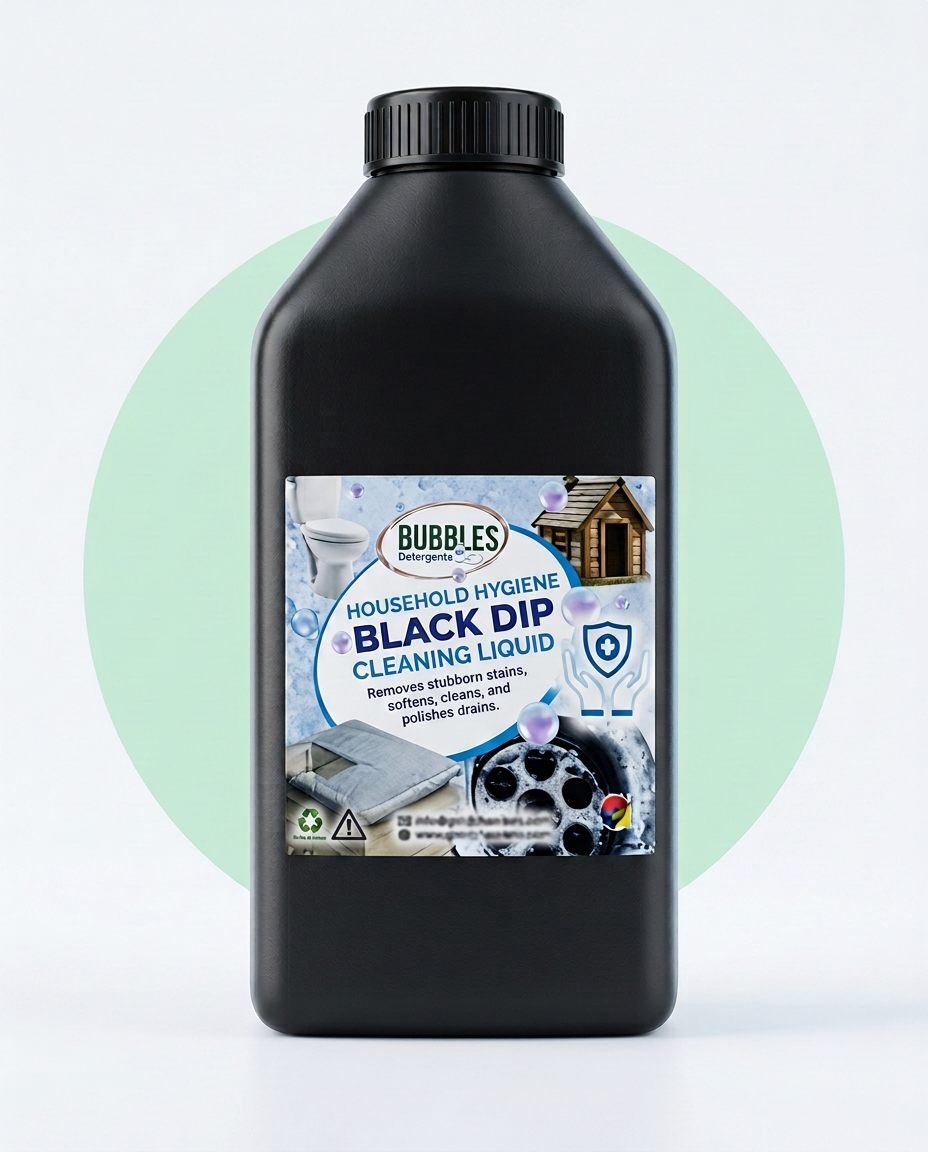 BUBBLES
Detergente
HOUSEHOLD HYGIENE
BLACK DIP
CLEANING LIQUID
Removes stubborn stains,
softens, cleans, and
polishes drains.